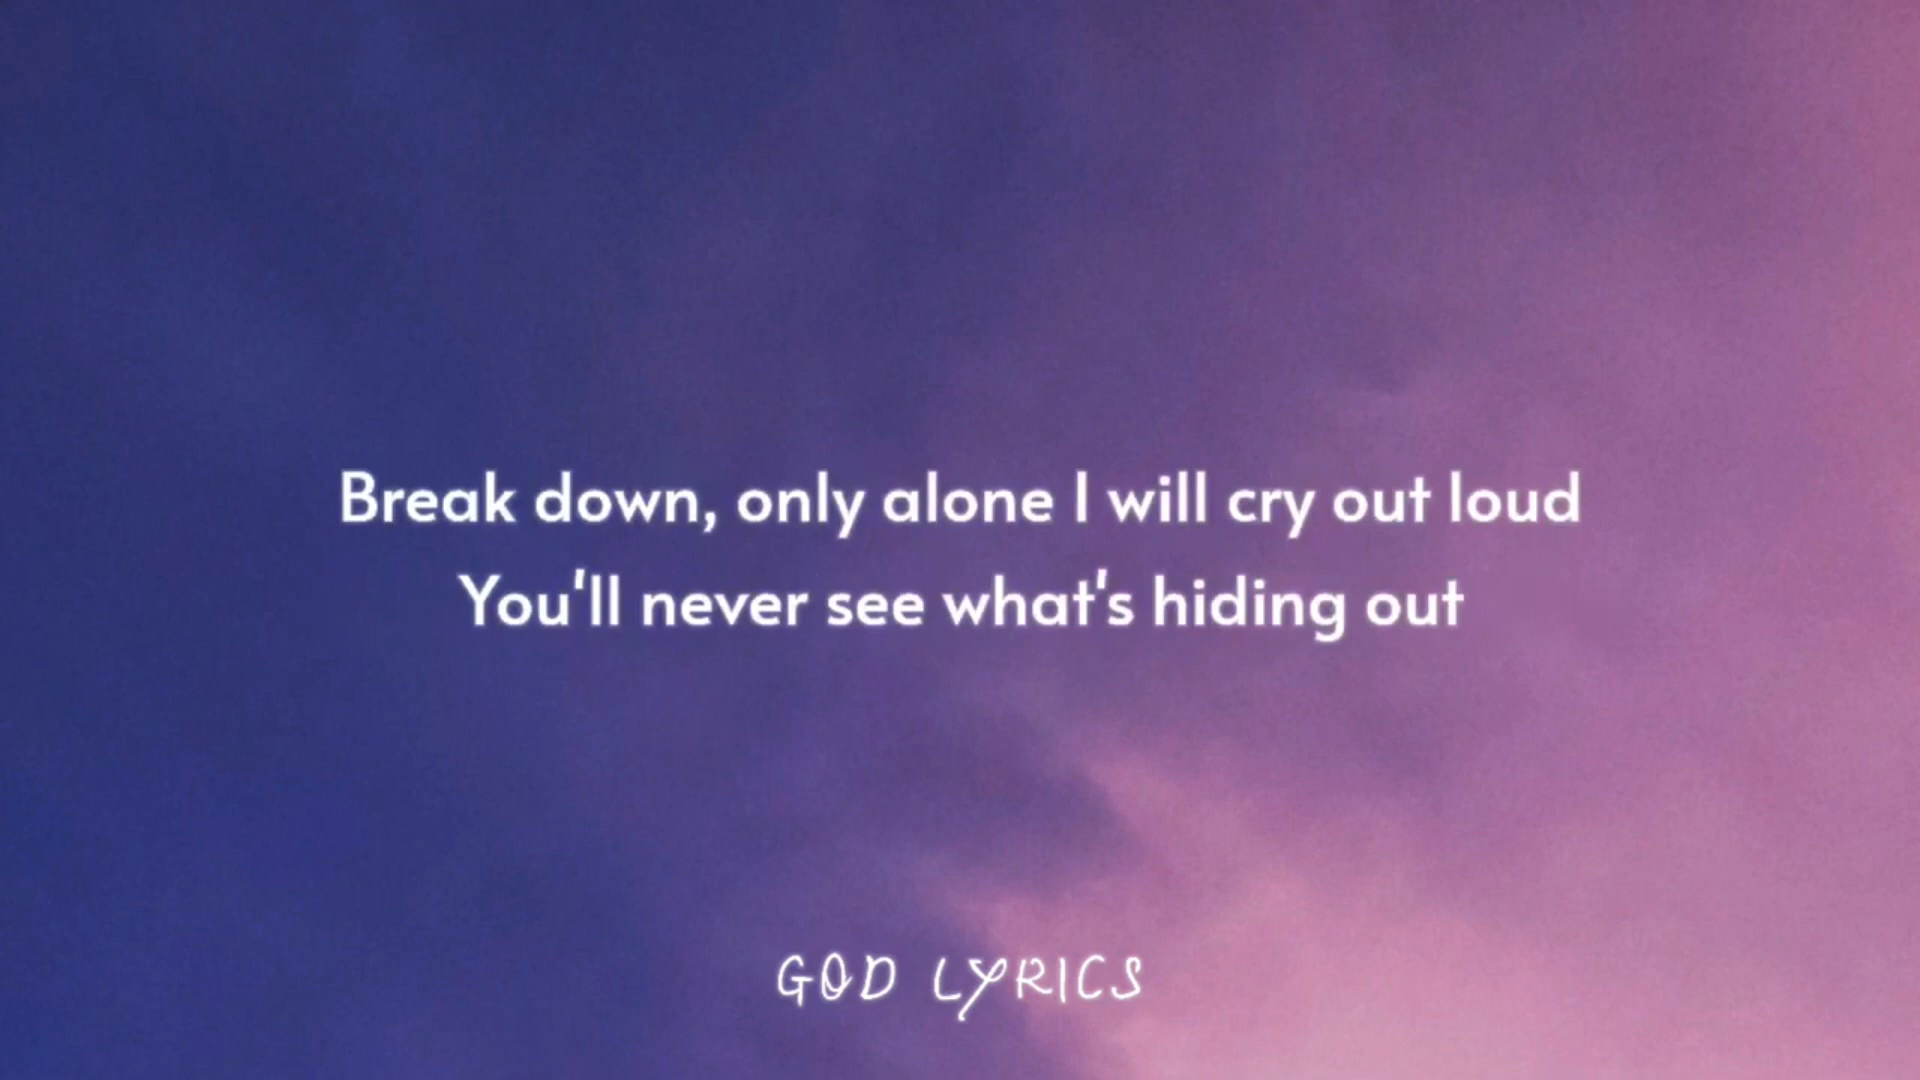 Break down, only alone I will cry out loud
You'll never see what's hiding out
GOD LYRICS